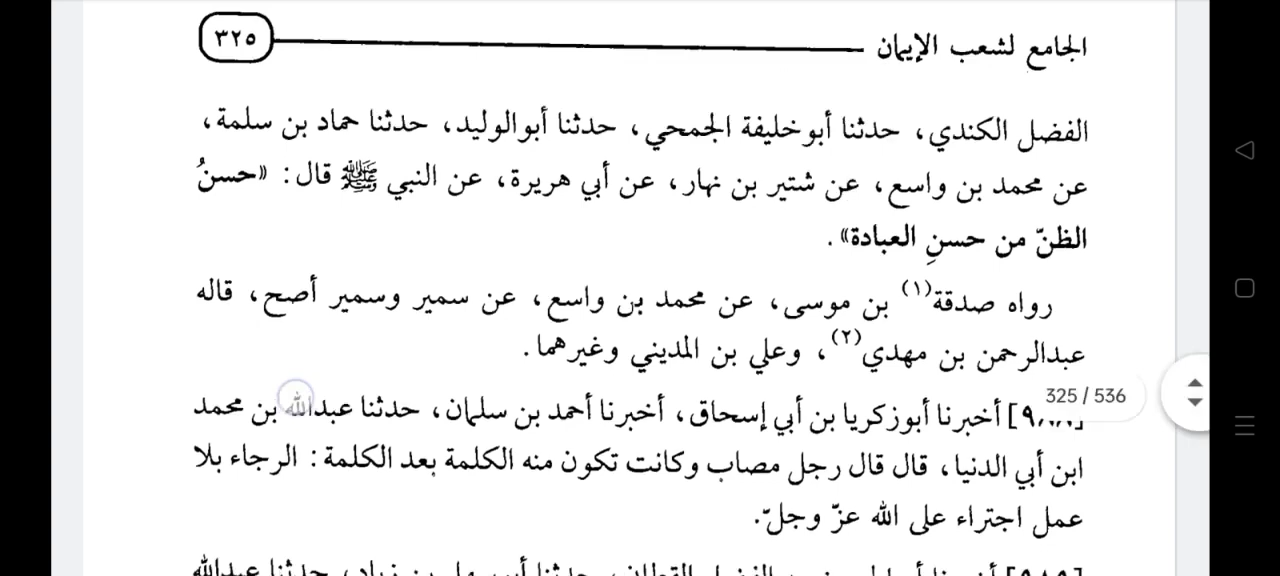 الجامع لشعب الإيمان ٣٢٥
الفضل الكندي، حدثنا أبوخليفة الجمحي، حدثنا أبوالوليد، حدثنا حماد بن سلمة،
عن محمد بن واسع، عن شتير بن نهار، عن أبي هريرة، عن النبي ﷺ قال: «حسنُ
الظنّ من حسنِ العبادة».
رواه صدقة(١) بن موسى، عن محمد بن واسع، عن سمير وسمير أصح، قاله
عبدالرحمن بن مهدي(٢)، وعلي بن المديني وغيرهما.
325 / 536
أخبرنا أبوزكريا بن أبي إسحاق، أخبرنا أحمد بن سلمان، حدثنا عبدالله بن محمد
ابن أبي الدنيا، قال قال رجل مصاب وكانت تكون منه الكلمة بعد الكلمة: الرجاء بلا
عمل اجتراء على الله عزّ وجلّ.